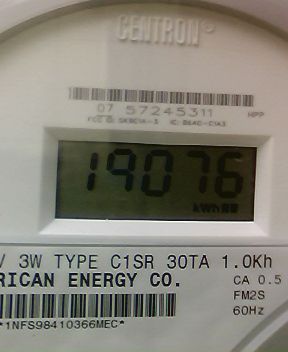 CENTRON®
07 57245311 HPP
19076
kWh
V 3W TYPE C1SR 30TA 1.0Kh
RICAN ENERGY CO. CA 0.5
FM2S
*1NFS98410366MEC* 60Hz